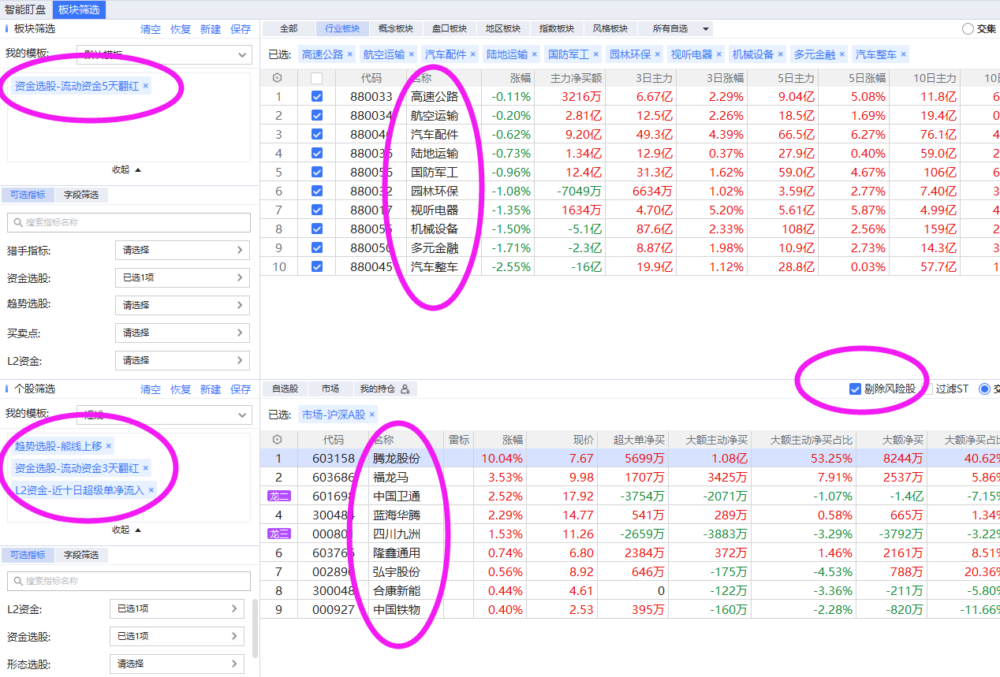 智能盯盘 板块筛选
板块筛选 清空 恢复 新建 保存
我的模板: 默认模板
资金选股-流动资金5天翻红 ×
收起
可选指标 字段筛选
搜索指标名称
猎手指标: 请选择
资金选股: 已选1项
趋势选股: 请选择
买卖点: 请选择
L2资金: 请选择
全部 行业板块 概念板块 盘口板块 地区板块 指数板块 风格板块 所有自选 交集
已选: 高速公路 × 航空运输 × 汽车配件 × 陆地运输 × 国防军工 × 园林环保 × 视听电器 × 机械设备 × 多元金融 × 汽车整车 ×
代码 名称 涨幅 主力净买额 3日主力 3日涨幅 5日主力 5日涨幅 10日主力 10日
1 880033 高速公路 -0.11% 3216万 6.67亿 2.29% 9.04亿 5.08% 11.8亿 6
2 880034 航空运输 -0.20% 2.81亿 12.5亿 2.26% 18.5亿 1.69% 19.4亿 0
3 88004 汽车配件 -0.62% 9.20亿 49.3亿 4.39% 66.5亿 6.27% 76.1亿 4
4 880035 陆地运输 -0.73% 1.34亿 12.9亿 0.37% 27.9亿 0.40% 59.0亿 2
5 880056 国防军工 -0.96% 12.4亿 31.3亿 1.62% 59.0亿 4.67% 106亿 6
6 880032 园林环保 -1.08% -7049万 6634万 1.02% 3.59亿 2.77% 7.40亿 3
7 880017 视听电器 -1.35% 1634万 4.70亿 5.20% 5.61亿 5.87% 4.99亿 4
8 880055 机械设备 -1.50% -5.1亿 87.6亿 2.33% 108亿 2.56% 159亿 2
9 880050 多元金融 -1.71% -2.3亿 8.87亿 1.98% 10.9亿 2.73% 14.3亿 3
10 880045 汽车整车 -2.55% -16亿 19.9亿 1.12% 28.8亿 0.03% 57.7亿 1
个股筛选 清空 恢复 新建 保存
我的模板: 短线
趋势选股-能线上移 ×
资金选股-流动资金3天翻红 ×
L2资金-近十日超级单净流入 ×
收起
可选指标 字段筛选
搜索指标名称
L2资金: 已选1项
资金选股: 已选1项
形态选股: 请选择
自选股 市场 我的持仓 剔除风险股 过滤ST 交
已选: 市场-沪深A股 ×
代码 名称 雷标 涨幅 现价 超大单净买 大额主动净买 大额主动净买占比 大额净买 大额净买占比
1 603158 腾龙股份 10.04% 7.67 5699万 1.08亿 53.25% 8244万 40.62%
2 603686 福龙马 3.53% 9.98 1707万 3425万 7.91% 2537万 5.86%
龙二 601698 中国卫通 2.52% 17.92 -3754万 -2071万 -1.07% -1.4亿 -7.15%
4 300484 蓝海华腾 2.29% 14.77 541万 289万 0.58% 665万 1.34%
龙三 000801 四川九洲 1.53% 11.26 -2659万 -3883万 -3.29% -3792万 -3.22%
6 603766 隆鑫通用 0.74% 6.80 2384万 372万 1.46% 2161万 8.51%
7 002896 弘宇股份 0.56% 8.92 646万 -175万 -4.53% 788万 20.36%
8 300048 合康新能 0.44% 4.61 0 -122万 -3.36% -211万 -5.80%
9 000927 中国铁物 0.40% 2.53 395万 -160万 -2.28% -820万 -11.66%